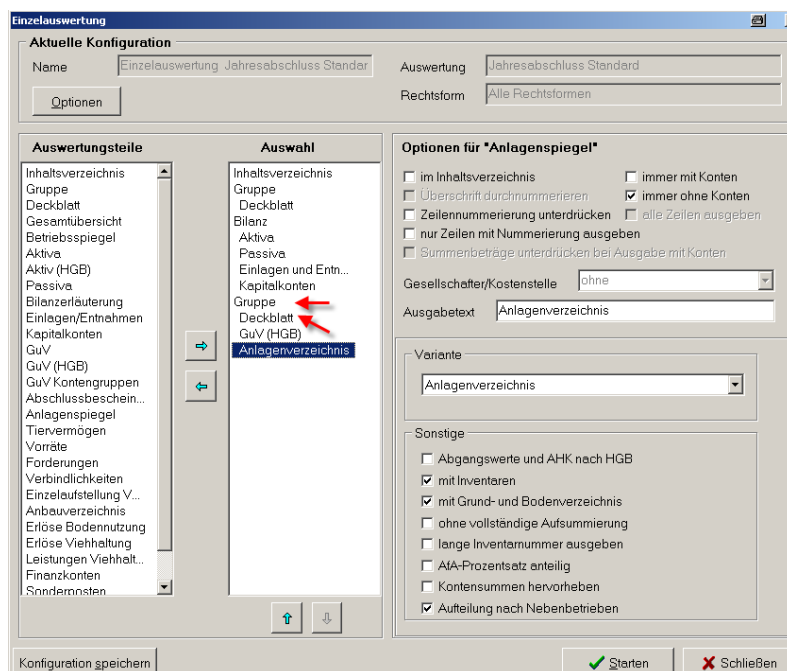 Einzelauswertung
Aktuelle Konfiguration
Name
Einzelauswertung Jahresabschluss Standar
Auswertung
Jahresabschluss Standard
Optionen
Rechtsform
Alle Rechtsformen
Auswertungsteile
Inhaltsverzeichnis
Gruppe
Deckblatt
Gesamtübersicht
Betriebsspiegel
Aktiva
Aktiv (HGB)
Passiva
Bilanzerläuterung
Einlagen/Entnahmen
Kapitalkonten
GuV
GuV (HGB)
GuV Kontengruppen
Abschlussbeschein...
Anlagenspiegel
Tiervermögen
Vorräte
Forderungen
Verbindlichkeiten
Einzelaufstellung V...
Anbauverzeichnis
Erlöse Bodennutzung
Erlöse Viehhaltung
Leistungen Viehhalt...
Finanzkonten
Sonderposten
Auswahl
Inhaltsverzeichnis
Gruppe
Deckblatt
Bilanz
Aktiva
Passiva
Einlagen und Entn...
Kapitalkonten
Gruppe
Deckblatt
GuV (HGB)
Anlagenverzeichnis
Optionen für "Anlagenspiegel"
im Inhaltsverzeichnis
immer mit Konten
Überschrift durchnummerieren
immer ohne Konten
Zeilennummerierung unterdrücken
alle Zeilen ausgeben
nur Zeilen mit Nummerierung ausgeben
Summenbeträge unterdrücken bei Ausgabe mit Konten
Gesellschafter/Kostenstelle
ohne
Ausgabetext
Anlagenverzeichnis
Variante
Anlagenverzeichnis
Sonstige
Abgangswerte und AHK nach HGB
mit Inventaren
mit Grund- und Bodenverzeichnis
ohne vollständige Aufsummierung
lange Inventarnummer ausgeben
AfA-Prozentsatz anteilig
Kontensummen hervorheben
Aufteilung nach Nebenbetrieben
Konfiguration speichern
Starten
Schließen